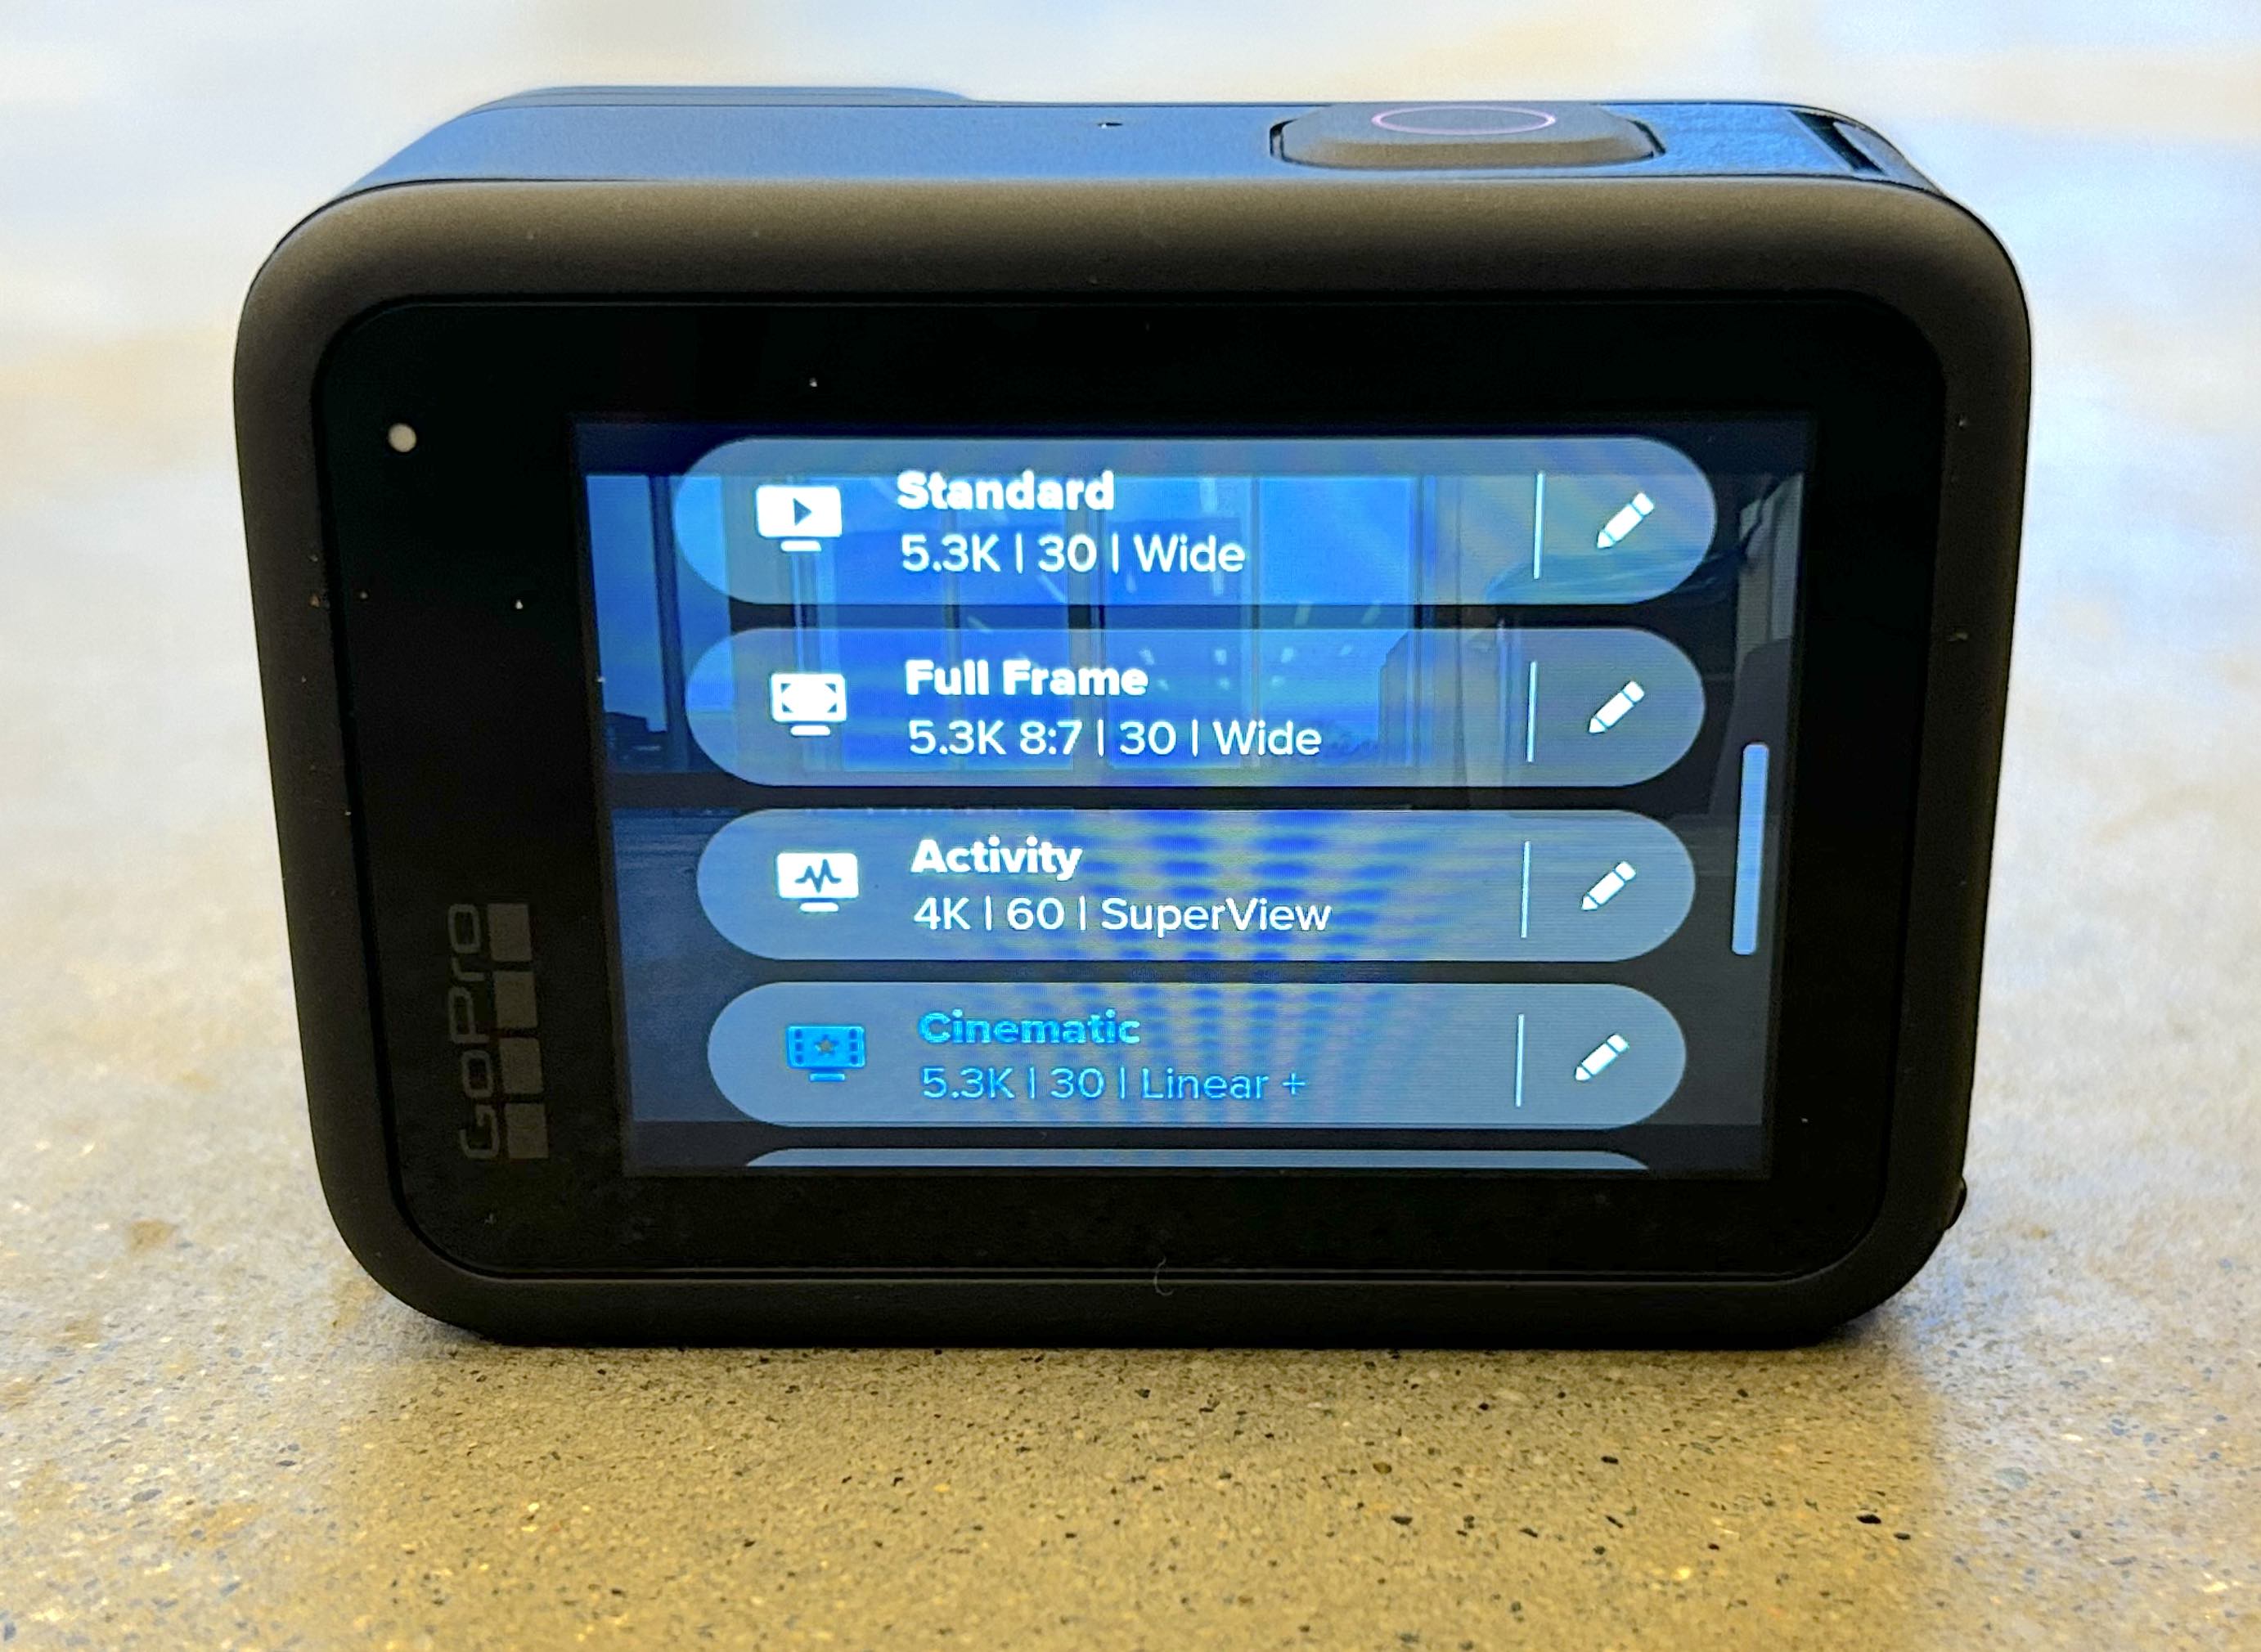 Standard
5.3K | 30 | Wide
Full Frame
5.3K 8:7 | 30 | Wide
Activity
4K | 60 | SuperView
Cinematic
5.3K | 30 | Linear +
GoPro